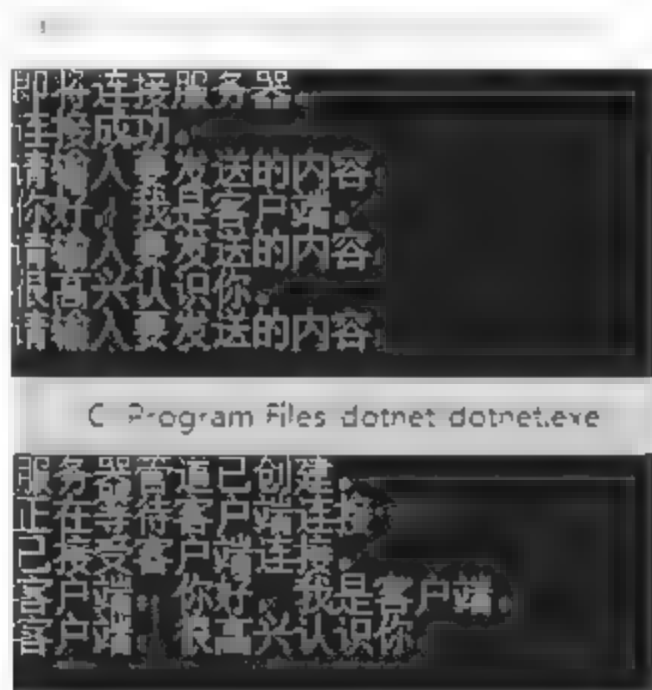 即将连接服务器.
连接成功.
请输入要发送的内容
你好,我是客户端.
请输入要发送的内容
很高兴认识你.
请输入要发送的内容
C Program Files dotnet dotnet.exe
服务器管道已创建.
正在等待客户端连接
已接受客户端连接.
客户端: 你好, 我是客户端.
客户端: 很高兴认识你